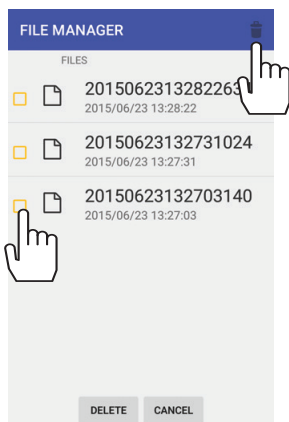 FILE MANAGER
FILES
2015062313282263
2015/06/23 13:28:22
20150623132731024
2015/06/23 13:27:31
20150623132703140
2015/06/23 13:27:03
DELETE CANCEL